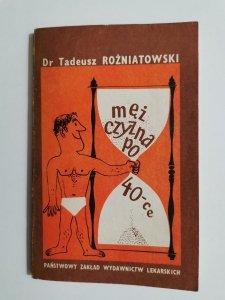 Dr Tadeusz ROŻNIATOWSKI
męż
czyzna
po
40-ce
PAŃSTWOWY ZAKŁAD WYDAWNICTW LEKARSKICH